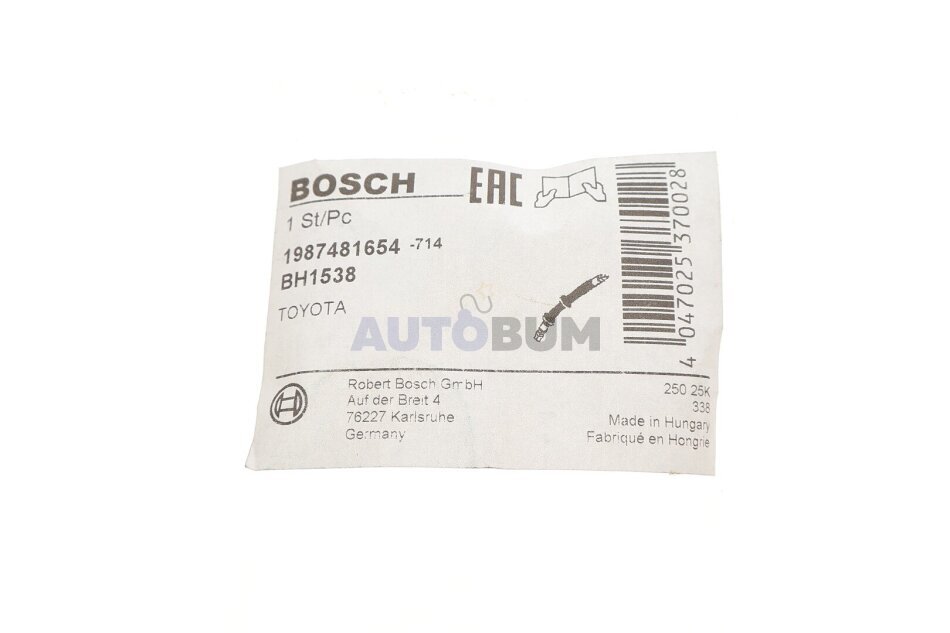 BOSCH
EAC
1 St/Pc
1987481654 -714
BH1538
TOYOTA
AUTOBUM
4 047025 370028
Robert Bosch GmbH
Auf der Breit 4
76227 Karlsruhe
Germany
250 25K
338
Made in Hungary
Fabriqué en Hongrie